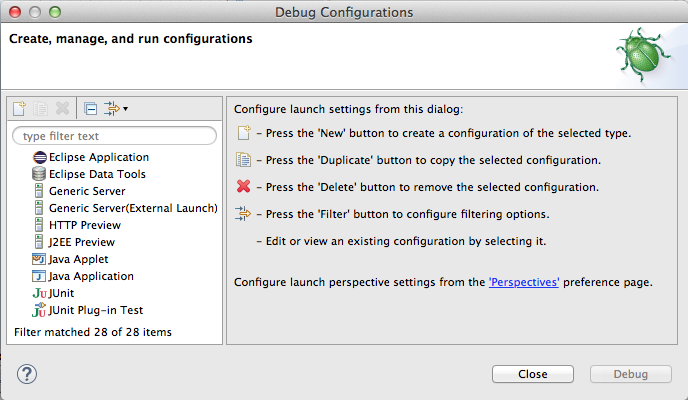 Debug Configurations
Create, manage, and run configurations
type filter text
Eclipse Application
Eclipse Data Tools
Generic Server
Generic Server(External Launch)
HTTP Preview
J2EE Preview
Java Applet
Java Application
JUnit
JUnit Plug-in Test
Filter matched 28 of 28 items
Configure launch settings from this dialog:
- Press the 'New' button to create a configuration of the selected type.
- Press the 'Duplicate' button to copy the selected configuration.
- Press the 'Delete' button to remove the selected configuration.
- Press the 'Filter' button to configure filtering options.
- Edit or view an existing configuration by selecting it.
Configure launch perspective settings from the 'Perspectives' preference page.
?
Close
Debug